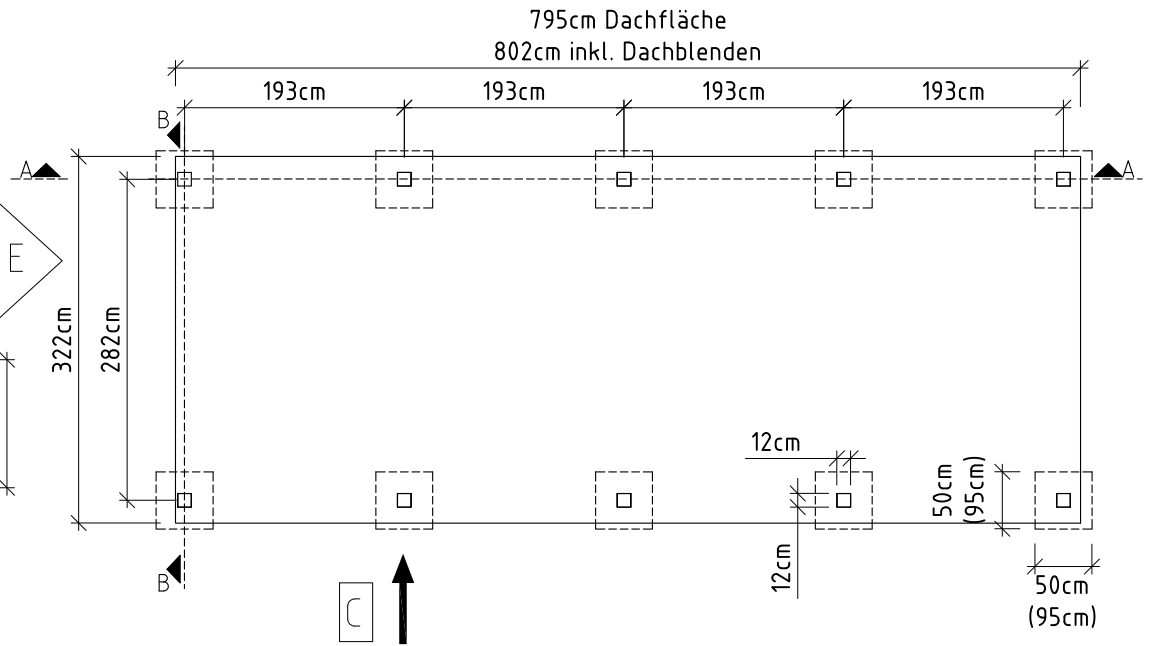 795cm Dachfläche
802cm inkl. Dachblenden
193cm
193cm
193cm
193cm
B
A
A
E
322cm
282cm
12cm
50cm
(95cm)
12cm
B
C
50cm
(95cm)